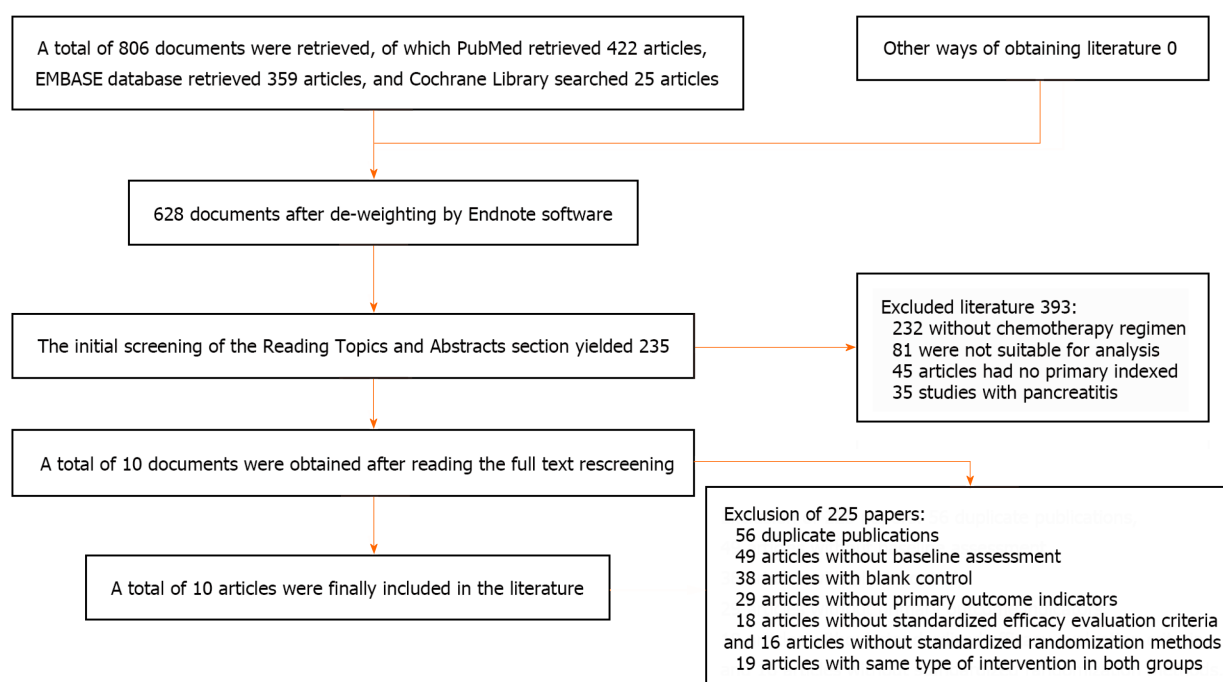 A total of 806 documents were retrieved, of which PubMed retrieved 422 articles,
EMBASE database retrieved 359 articles, and Cochrane Library searched 25 articles
Other ways of obtaining literature 0
628 documents after de-weighting by Endnote software
The initial screening of the Reading Topics and Abstracts section yielded 235
Excluded literature 393:
232 without chemotherapy regimen
81 were not suitable for analysis
45 articles had no primary indexed
35 studies with pancreatitis
A total of 10 documents were obtained after reading the full text rescreening
Exclusion of 225 papers:
56 duplicate publications
49 articles without baseline assessment
38 articles with blank control
29 articles without primary outcome indicators
18 articles without standardized efficacy evaluation criteria
and 16 articles without standardized randomization methods
19 articles with same type of intervention in both groups
A total of 10 articles were finally included in the literature